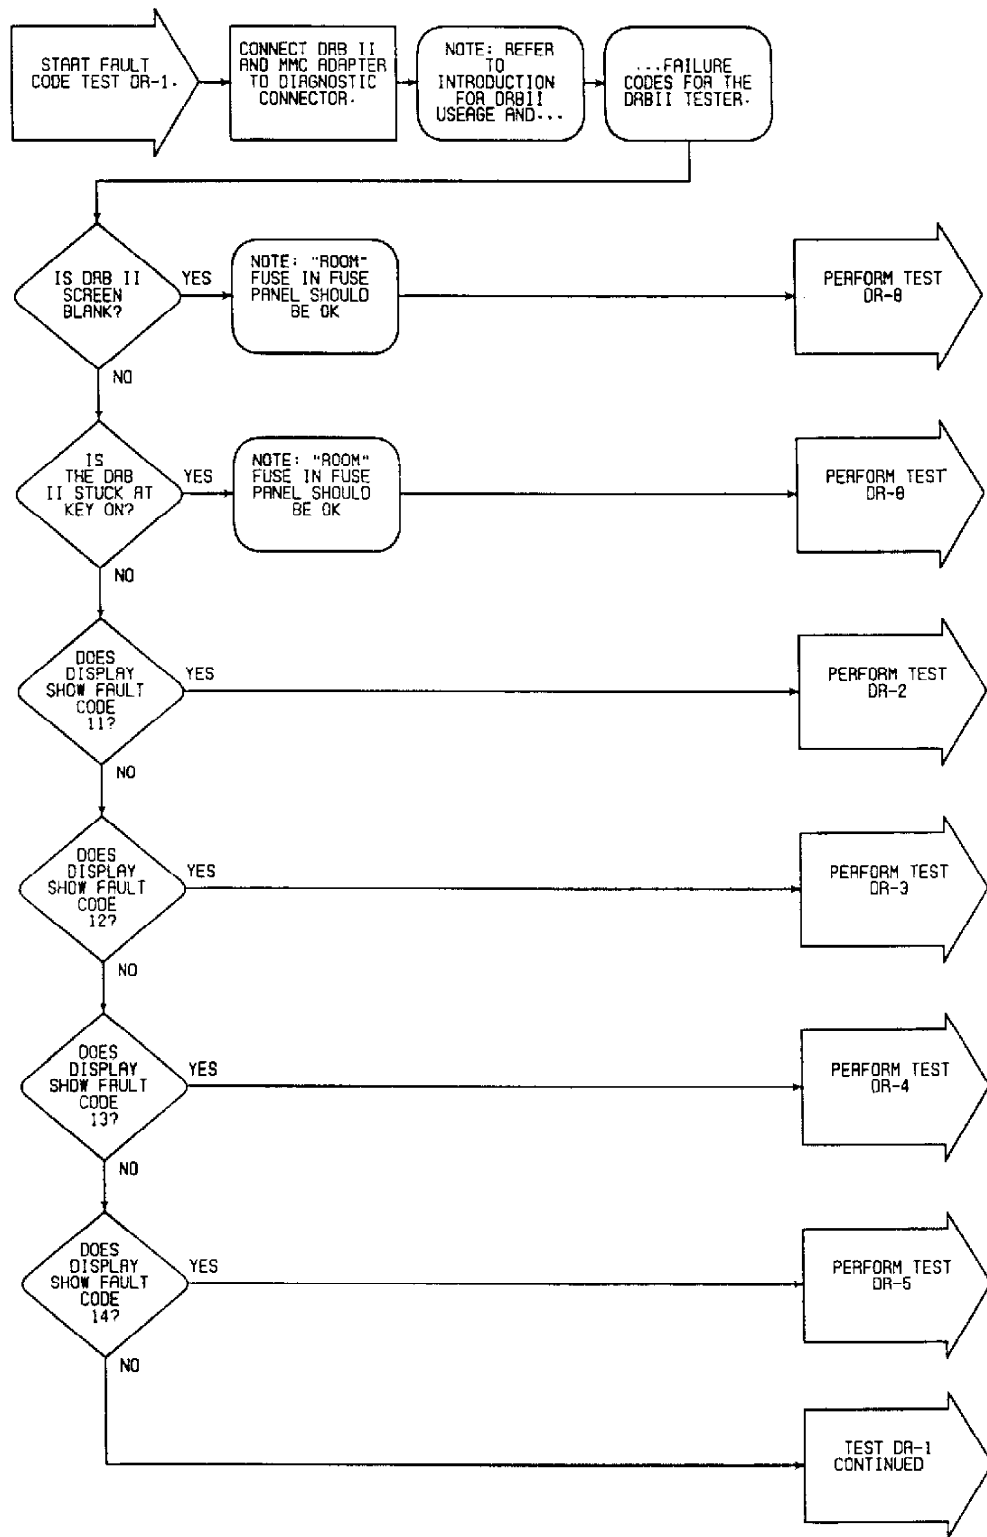 START FAULT
CODE TEST DR-1.
CONNECT DRB II
AND MMC ADAPTER
TO DIAGNOSTIC
CONNECTOR.
NOTE: REFER
TO
INTRODUCTION
FOR DRBII
USEAGE AND...
...FAILURE
CODES FOR THE
DRBII TESTER.
IS DRB II
SCREEN
BLANK?
YES
NOTE: "ROOM"
FUSE IN FUSE
PANEL SHOULD
BE OK
PERFORM TEST
DR-8
NO
IS
THE DRB
II STUCK AT
KEY ON?
YES
NOTE: "ROOM"
FUSE IN FUSE
PANEL SHOULD
BE OK
PERFORM TEST
DR-8
NO
DOES
DISPLAY
SHOW FAULT
CODE
11?
YES
PERFORM TEST
DR-2
NO
DOES
DISPLAY
SHOW FAULT
CODE
12?
YES
PERFORM TEST
DR-3
NO
DOES
DISPLAY
SHOW FAULT
CODE
13?
YES
PERFORM TEST
DR-4
NO
DOES
DISPLAY
SHOW FAULT
CODE
14?
YES
PERFORM TEST
DR-5
NO
TEST DR-1
CONTINUED